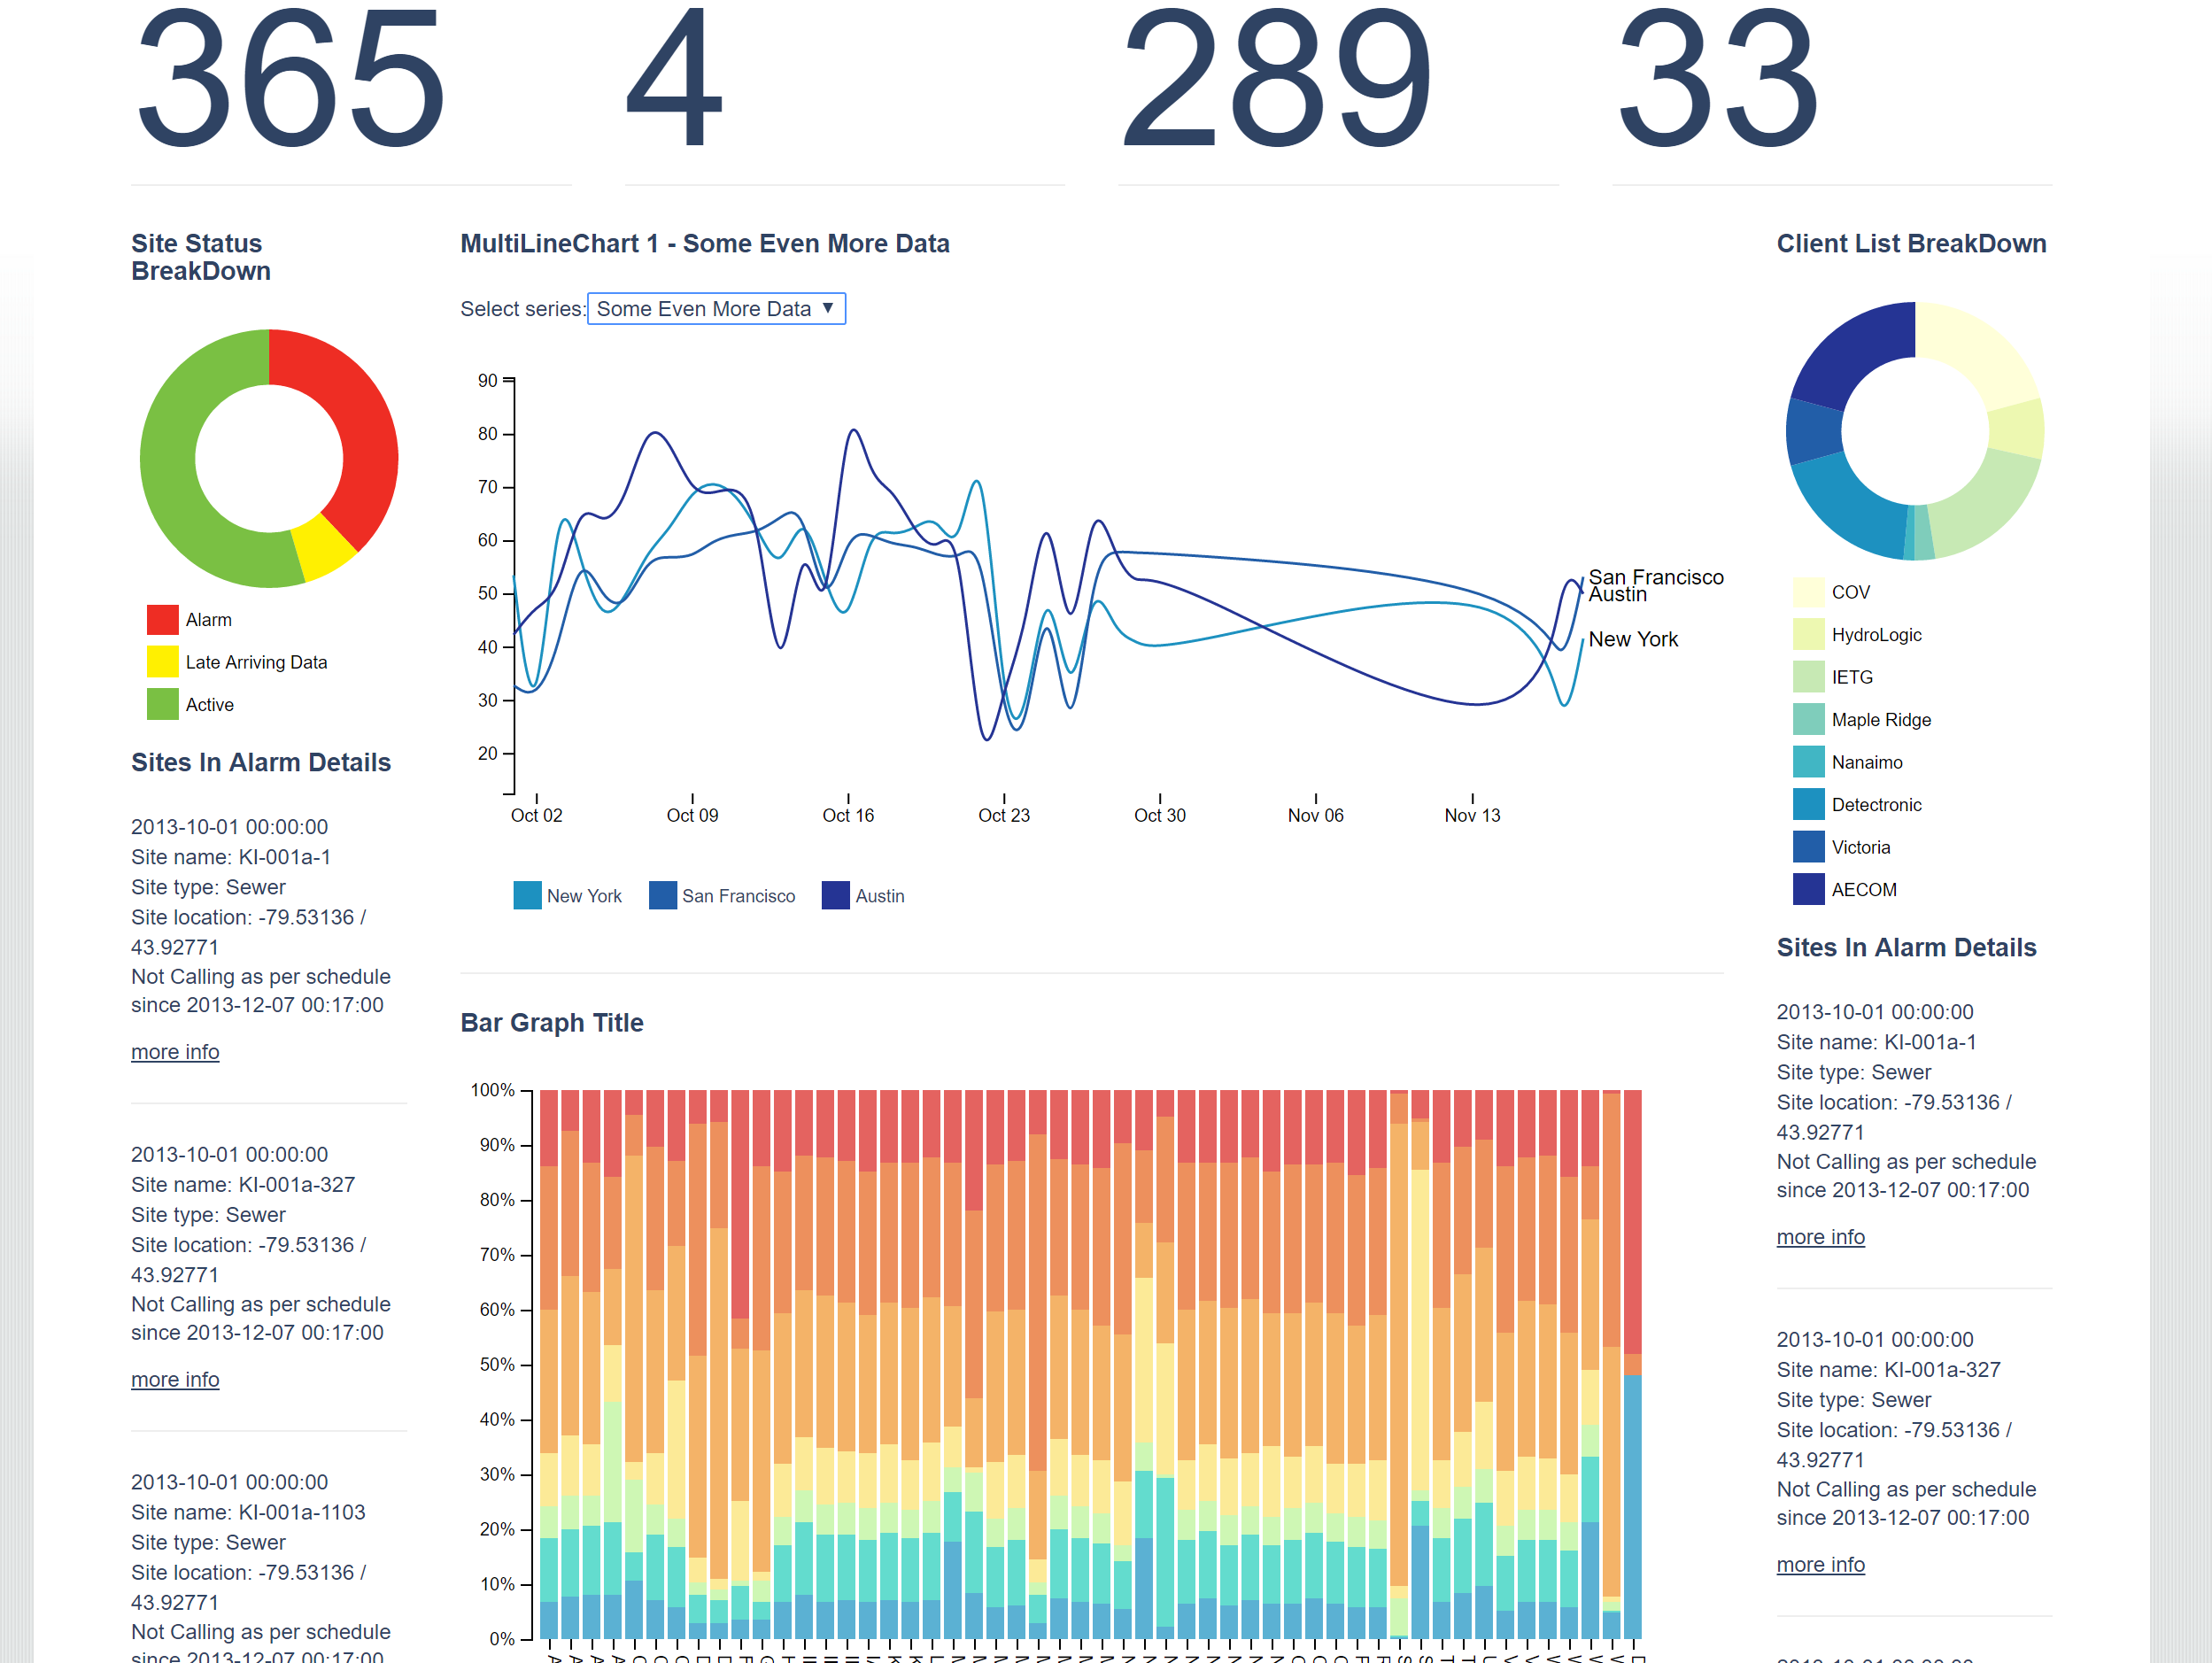 365
4
289
33
Site Status
BreakDown
Alarm
Late Arriving Data
Active
Sites In Alarm Details
2013-10-01 00:00:00
Site name: KI-001a-1
Site type: Sewer
Site location: -79.53136 /
43.92771
Not Calling as per schedule
since 2013-12-07 00:17:00
more info
2013-10-01 00:00:00
Site name: KI-001a-327
Site type: Sewer
Site location: -79.53136 /
43.92771
Not Calling as per schedule
since 2013-12-07 00:17:00
more info
2013-10-01 00:00:00
Site name: KI-001a-1103
Site type: Sewer
Site location: -79.53136 /
43.92771
Not Calling as per schedule
since 2013-12-07 00:17:00
MultiLineChart 1 - Some Even More Data
Select series: Some Even More Data ▼
90
80
70
60
50
40
30
20
San Francisco
Austin
New York
Oct 02 Oct 09 Oct 16 Oct 23 Oct 30 Nov 06 Nov 13
New York San Francisco Austin
Bar Graph Title
100%
90%
80%
70%
60%
50%
40%
30%
20%
10%
0%
Client List BreakDown
COV
HydroLogic
IETG
Maple Ridge
Nanaimo
Detectronic
Victoria
AECOM
Sites In Alarm Details
2013-10-01 00:00:00
Site name: KI-001a-1
Site type: Sewer
Site location: -79.53136 /
43.92771
Not Calling as per schedule
since 2013-12-07 00:17:00
more info
2013-10-01 00:00:00
Site name: KI-001a-327
Site type: Sewer
Site location: -79.53136 /
43.92771
Not Calling as per schedule
since 2013-12-07 00:17:00
more info